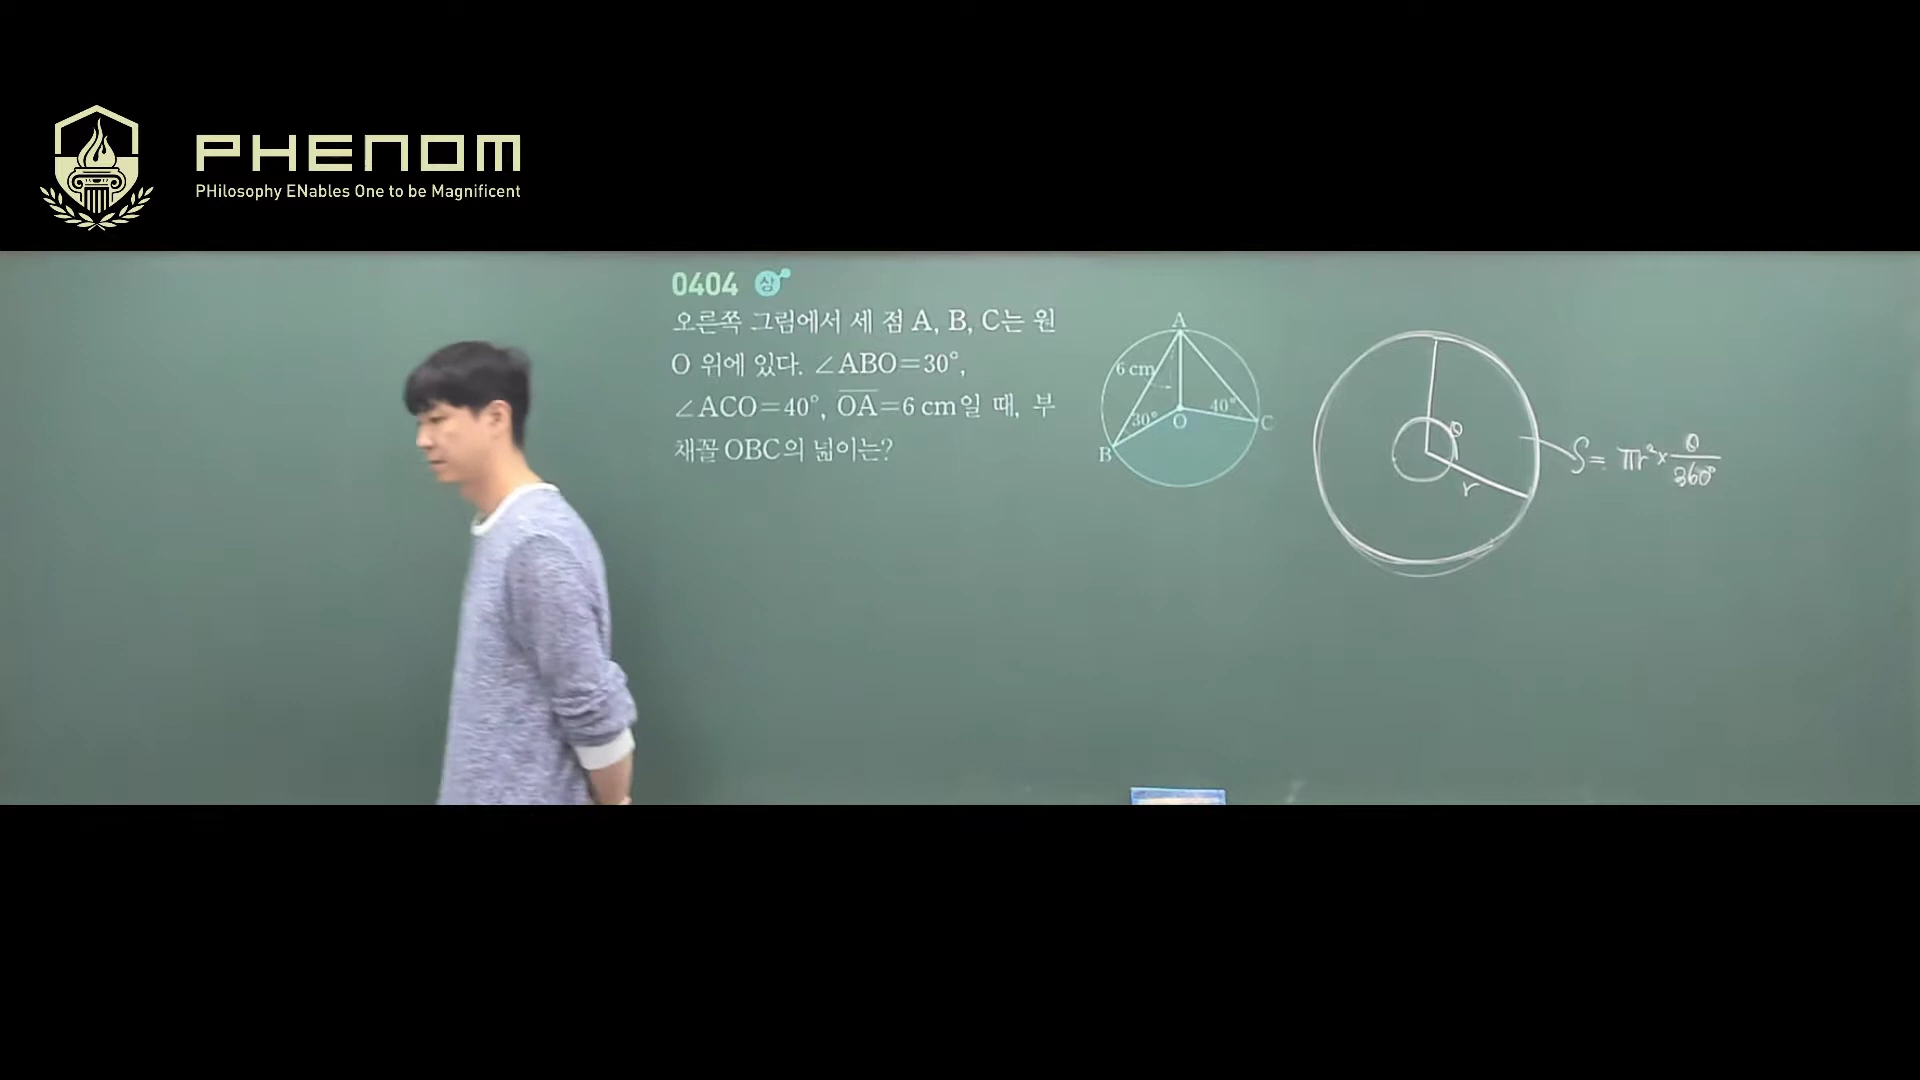 PHENOM
PHilosophy ENables One to be Magnificent
0404 상
오른쪽 그림에서 세 점 A, B, C는 원
O 위에 있다. ∠ABO=30°,
∠ACO=40°, O̅A̅=6 cm일 때, 부
채꼴 OBC의 넓이는?
A
6 cm
30°
40°
O
B
C
θ
r
S = πr²× θ/360°